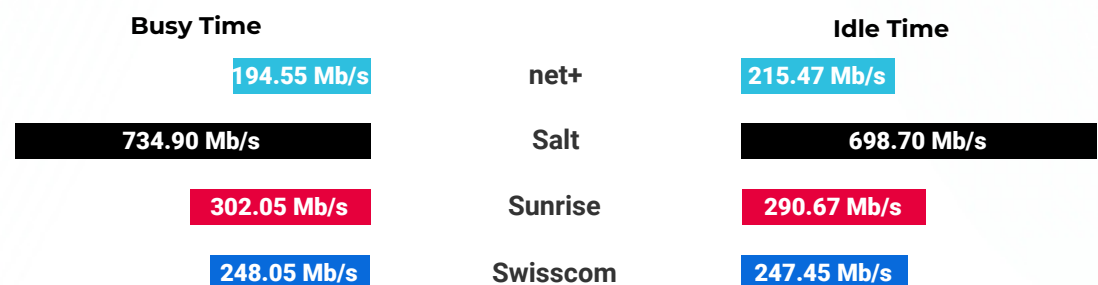 Busy Time Idle Time
194.55 Mb/s net+ 215.47 Mb/s
734.90 Mb/s Salt 698.70 Mb/s
302.05 Mb/s Sunrise 290.67 Mb/s
248.05 Mb/s Swisscom 247.45 Mb/s